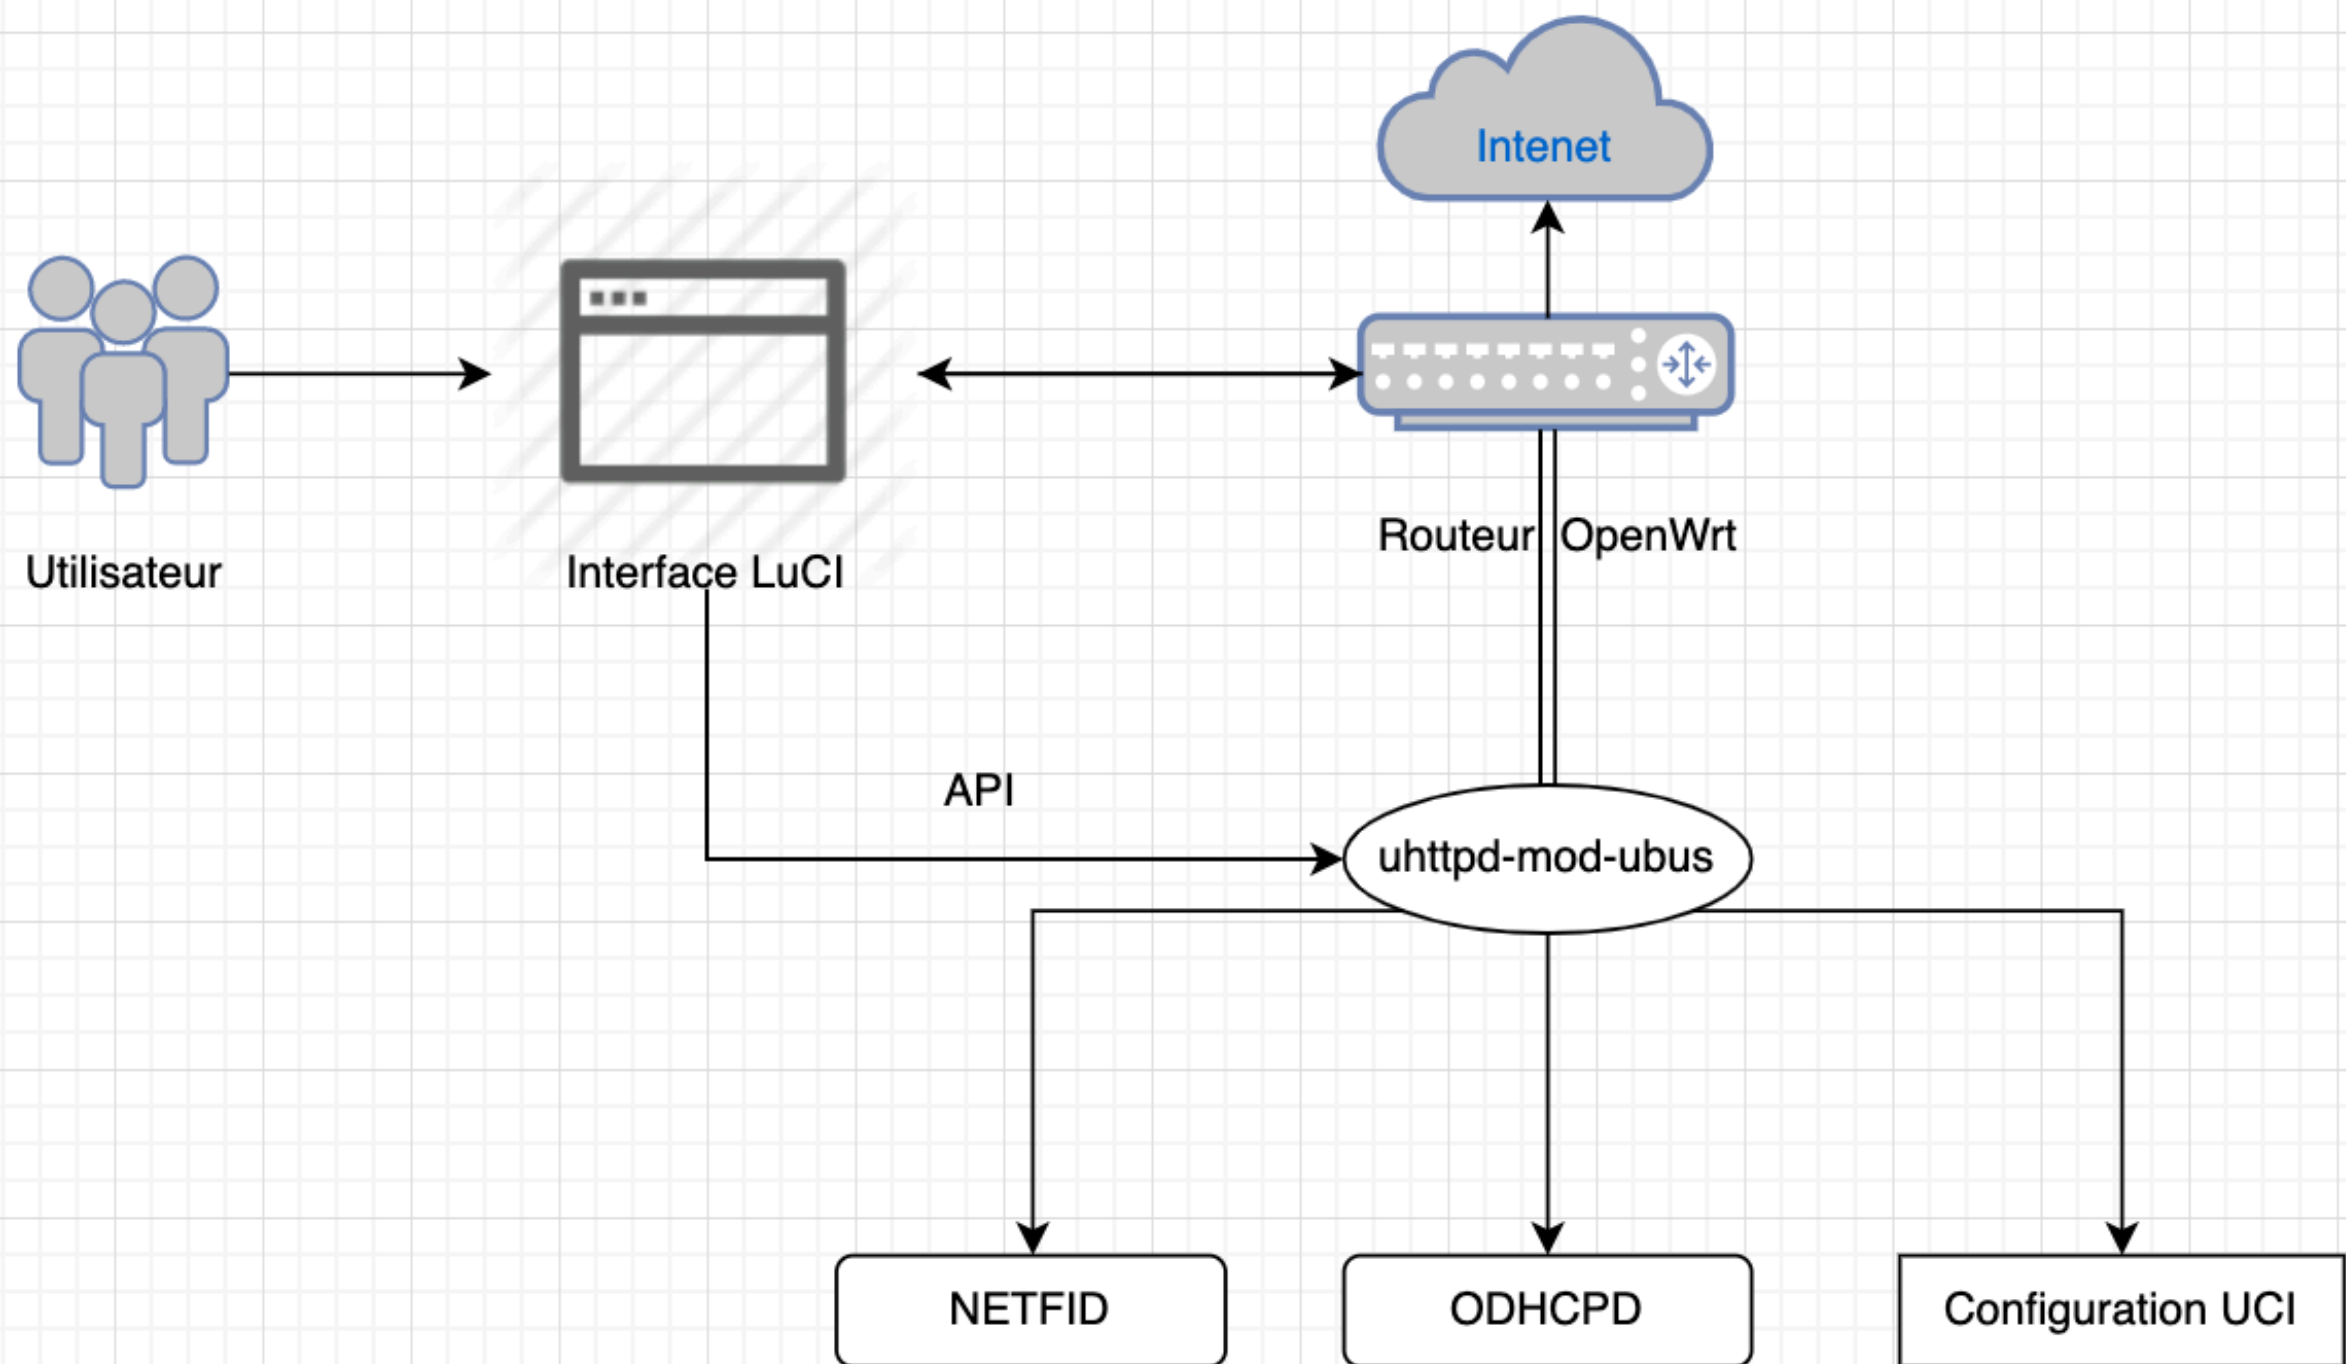 Intenet
Utilisateur
Interface LuCI
Routeur OpenWrt
API
uhttpd-mod-ubus
NETFID
ODHCPD
Configuration UCI